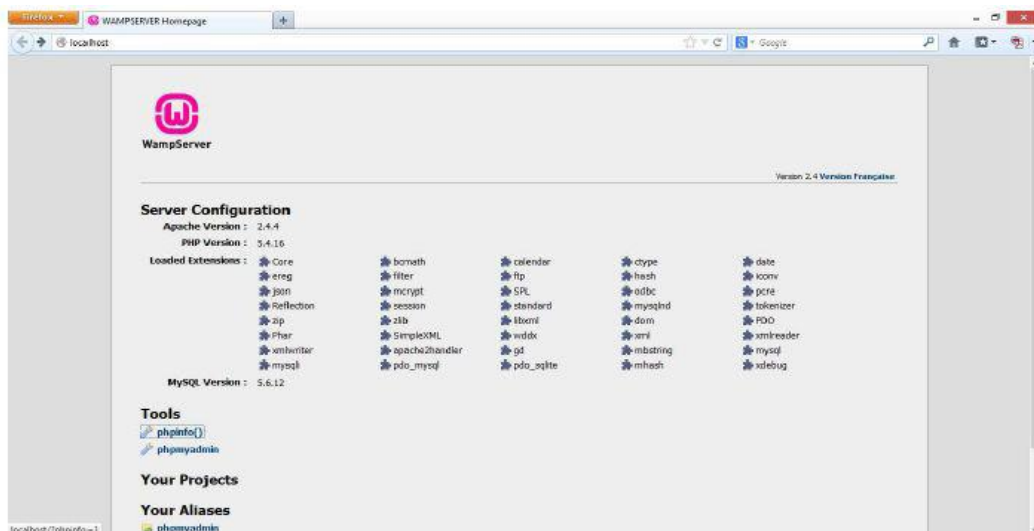 Firefox
WAMPSERVER Homepage
localhost
Google
WampServer
Version 2.4 Version Française
Server Configuration
Apache Version : 2.4.4
PHP Version : 5.4.16
Loaded Extensions : Core bcmath calendar ctype date
ereg filter ftp hash iconv
json mcrypt SPL odbc pcre
Reflection session standard mysqlnd tokenizer
zip zlib libxml dom PDO
Phar SimpleXML wddx xml xmlreader
xmlwriter apache2handler gd mbstring mysql
mysqli pdo_mysql pdo_sqlite mhash xdebug
MySQL Version : 5.6.12
Tools
phpinfo()
phpmyadmin
Your Projects
Your Aliases
phpmyadmin
localhost/?phpinfo=1